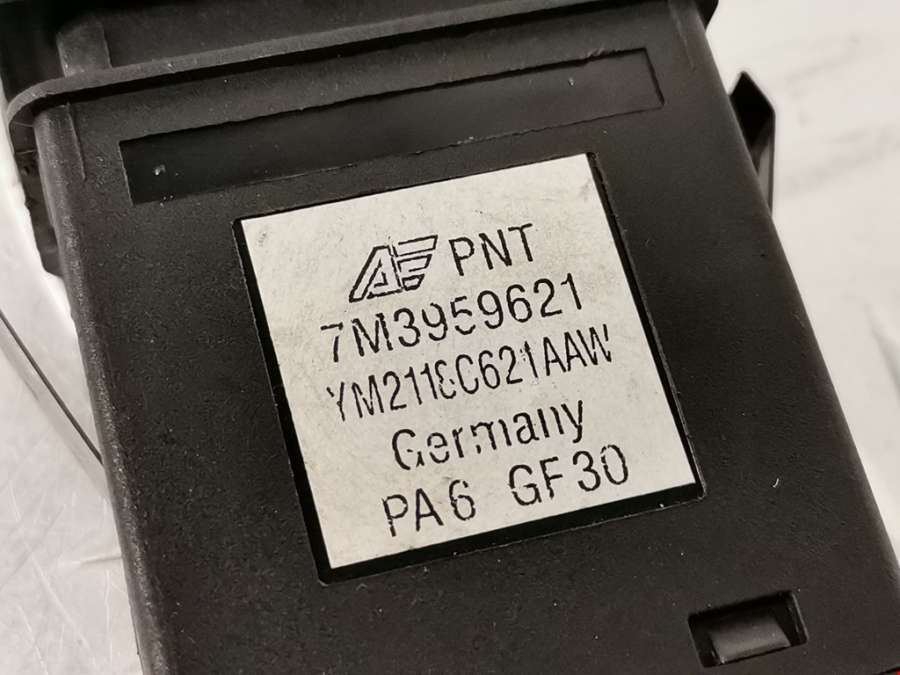 AE PNT
7M3959621
YM2118C621AAW
Germany
PA6 GF30